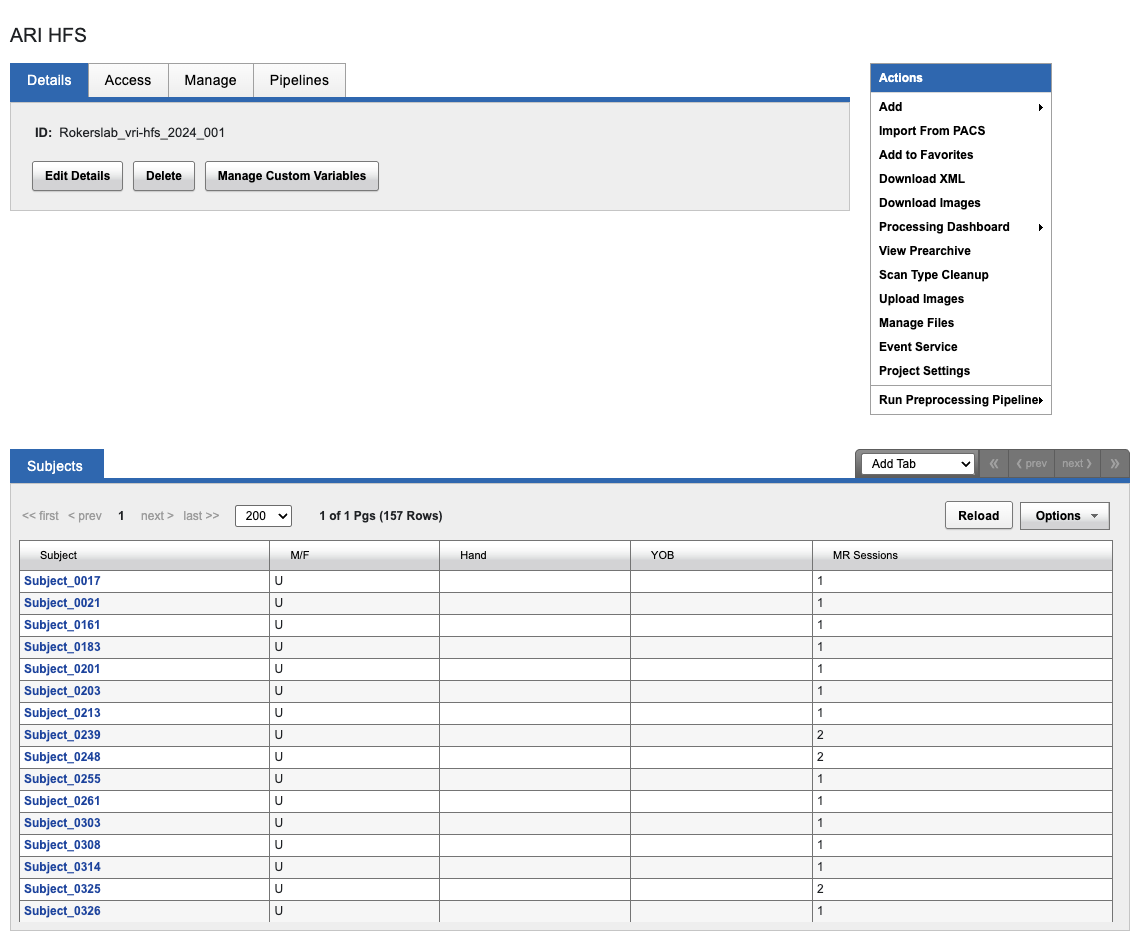 ARI HFS
Details Access Manage Pipelines
ID: Rokerslab_vri-hfs_2024_001
Edit Details Delete Manage Custom Variables
Actions
Add
Import From PACS
Add to Favorites
Download XML
Download Images
Processing Dashboard
View Prearchive
Scan Type Cleanup
Upload Images
Manage Files
Event Service
Project Settings
Run Preprocessing Pipeline
Subjects Add Tab « ❮ prev next ❯ »
<< first < prev 1 next > last >> 200 1 of 1 Pgs (157 Rows) Reload Options
Subject M/F Hand YOB MR Sessions
Subject_0017 U 1
Subject_0021 U 1
Subject_0161 U 1
Subject_0183 U 1
Subject_0201 U 1
Subject_0203 U 1
Subject_0213 U 1
Subject_0239 U 2
Subject_0248 U 2
Subject_0255 U 1
Subject_0261 U 1
Subject_0303 U 1
Subject_0308 U 1
Subject_0314 U 1
Subject_0325 U 2
Subject_0326 U 1